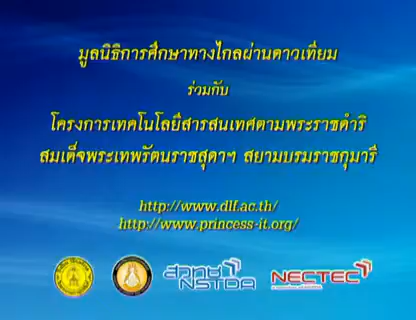 มูลนิธิการศึกษาทางไกลผ่านดาวเทียม
ร่วมกับ
โครงการเทคโนโลยีสารสนเทศตามพระราชดำริ
สมเด็จพระเทพรัตนราชสุดาฯ สยามบรมราชกุมารี
http://www.dlf.ac.th/
http://www.princess-it.org/
สวทช
NSTDA
NECTEC